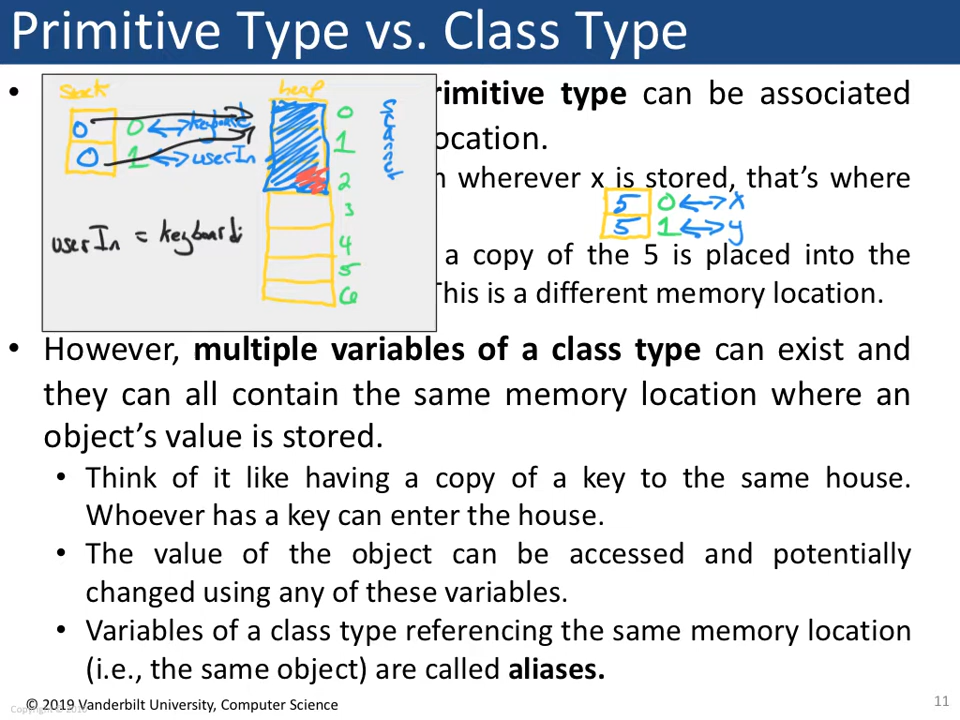 Primitive Type vs. Class Type
• rimitive type can be associated
ocation.
n wherever x is stored, that's where
a copy of the 5 is placed into the
This is a different memory location.
stack
heap
0 0 keyboard
0 1 userIn
0
1
2
3
4
5
6
Scanner
userIn = keyboard;
5 0 x
5 1 y
• However, multiple variables of a class type can exist and
they can all contain the same memory location where an
object's value is stored.
• Think of it like having a copy of a key to the same house.
Whoever has a key can enter the house.
• The value of the object can be accessed and potentially
changed using any of these variables.
• Variables of a class type referencing the same memory location
(i.e., the same object) are called aliases.
© 2019 Vanderbilt University, Computer Science
11